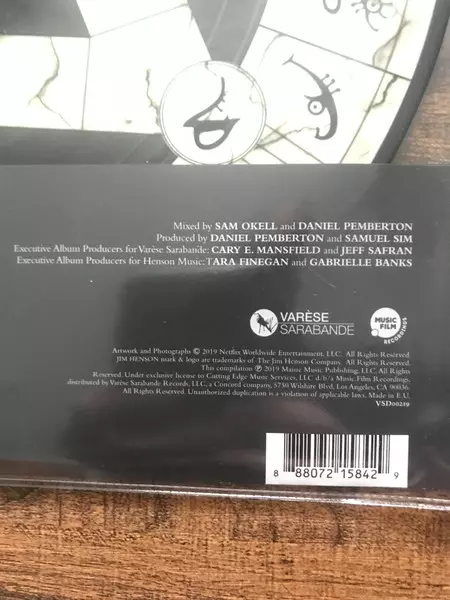 Mixed by SAM OKELL and DANIEL PEMBERTON
Produced by DANIEL PEMBERTON and SAMUEL SIM
Executive Album Producers for Varèse Sarabande: CARY E. MANSFIELD and JEFF SAFRAN
Executive Album Producers for Henson Music: TARA FINEGAN and GABRIELLE BANKS
VARÈSE
SARABANDE
MUSIC
FILM
RECORDINGS
Artwork and Photographs © 2019 Netflix Worldwide Entertainment, LLC. All Rights Reserved
JIM HENSON mark & logo are trademarks of The Jim Henson Company. All Rights Reserved
This compilation ℗ 2019 Maisie Music Publishing, LLC. All Rights
Reserved. Under exclusive license to Cutting Edge Music Services, LLC d/b/a Music.Film Recordings,
distributed by Varèse Sarabande Records, LLC, a Concord company, 5750 Wilshire Blvd, Los Angeles, CA 90036.
All Rights Reserved. Unauthorized duplication is a violation of applicable laws. Made in E.U.
VSD00219
8 88072 15842 9